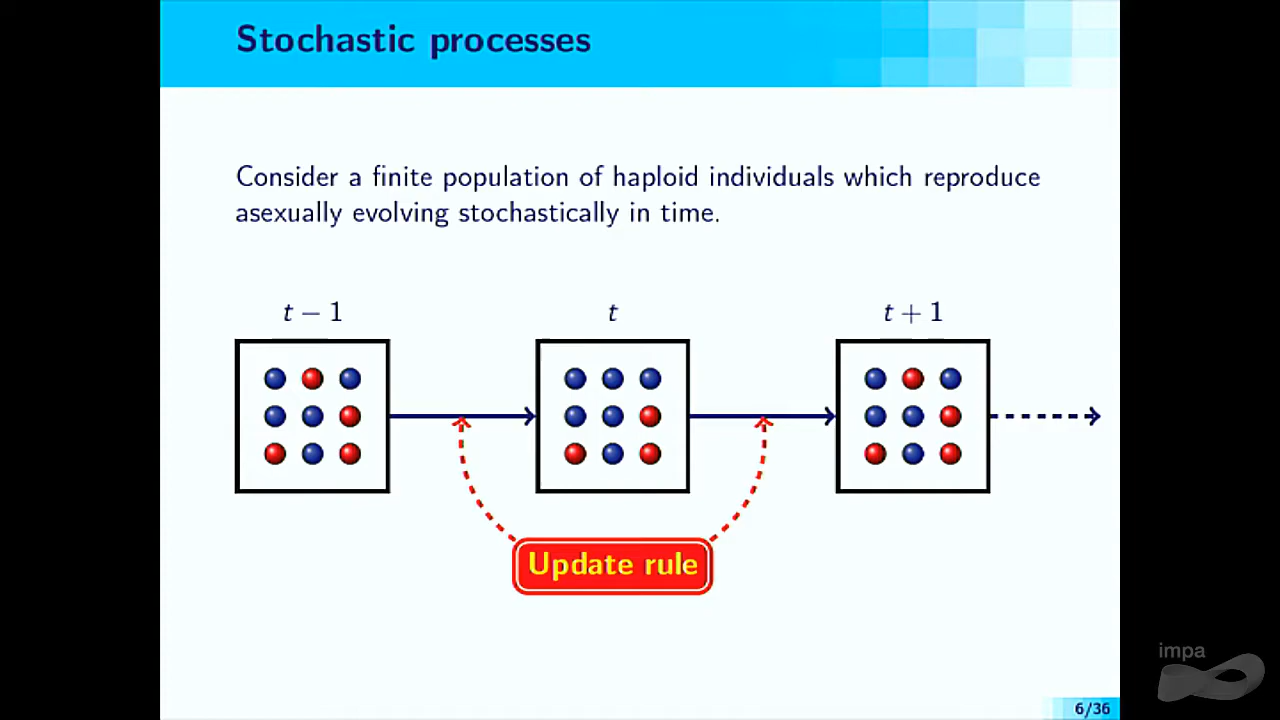 Stochastic processes
Consider a finite population of haploid individuals which reproduce
asexually evolving stochastically in time.
t − 1
t
t + 1
Update rule
impa
6/36